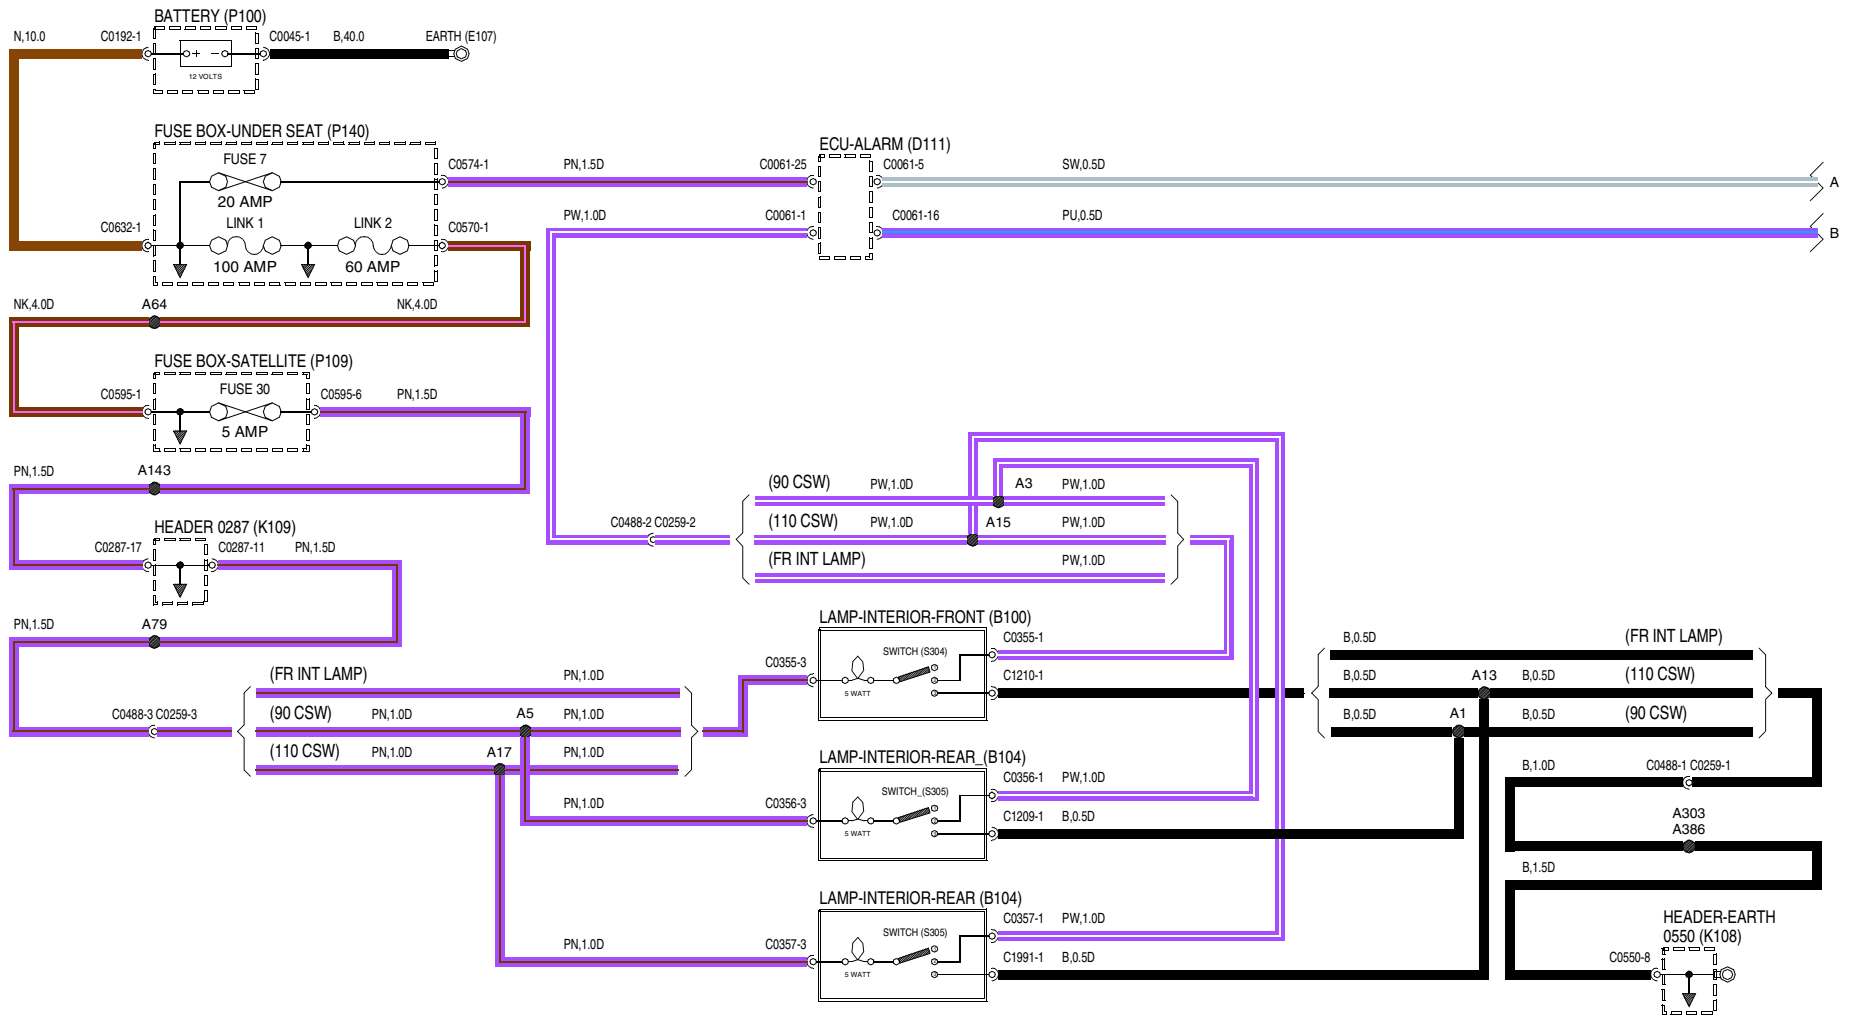 BATTERY (P100)
N,10.0
C0192-1
C0045-1
B,40.0
EARTH (E107)
+ −
12 VOLTS
FUSE BOX-UNDER SEAT (P140)
FUSE 7
20 AMP
C0574-1
PN,1.5D
C0061-25
ECU-ALARM (D111)
C0061-5
SW,0.5D
A
C0632-1
LINK 1
100 AMP
LINK 2
60 AMP
C0570-1
PW,1.0D
C0061-1
C0061-16
PU,0.5D
B
NK,4.0D
A64
NK,4.0D
FUSE BOX-SATELLITE (P109)
C0595-1
FUSE 30
5 AMP
C0595-6
PN,1.5D
PN,1.5D
A143
HEADER 0287 (K109)
C0287-17
C0287-11
PN,1.5D
PN,1.5D
A79
C0488-2 C0259-2
(90 CSW)
PW,1.0D
A3
PW,1.0D
(110 CSW)
PW,1.0D
A15
PW,1.0D
(FR INT LAMP)
PW,1.0D
C0488-3 C0259-3
(FR INT LAMP)
PN,1.0D
(90 CSW)
PN,1.0D
A5
PN,1.0D
(110 CSW)
PN,1.0D
A17
PN,1.0D
LAMP-INTERIOR-FRONT (B100)
C0355-3
SWITCH (S304)
5 WATT
1
2
3
C0355-1
C1210-1
B,0.5D
(FR INT LAMP)
B,0.5D
A13
B,0.5D
(110 CSW)
B,0.5D
A1
B,0.5D
(90 CSW)
LAMP-INTERIOR-REAR_(B104)
PN,1.0D
C0356-3
SWITCH_(S305)
5 WATT
1
2
3
C0356-1
PW,1.0D
C1209-1
B,0.5D
B,1.0D
C0488-1 C0259-1
A303
A386
B,1.5D
LAMP-INTERIOR-REAR (B104)
PN,1.0D
C0357-3
SWITCH (S305)
5 WATT
1
2
3
C0357-1
PW,1.0D
C1991-1
B,0.5D
HEADER-EARTH
0550 (K108)
C0550-8